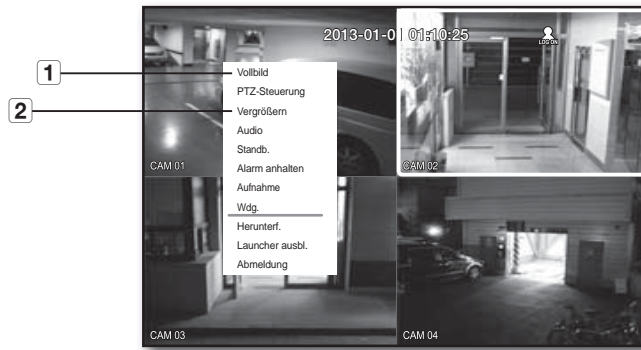 2013-01-01 01:10:25
LOG ON
1
Vollbild
PTZ-Steuerung
2
Vergrößern
Audio
Standb.
Alarm anhalten
Aufnahme
Wdg.
Herunterf.
Launcher ausbl.
Abmeldung
CAM 01
CAM 02
CAM 03
CAM 04